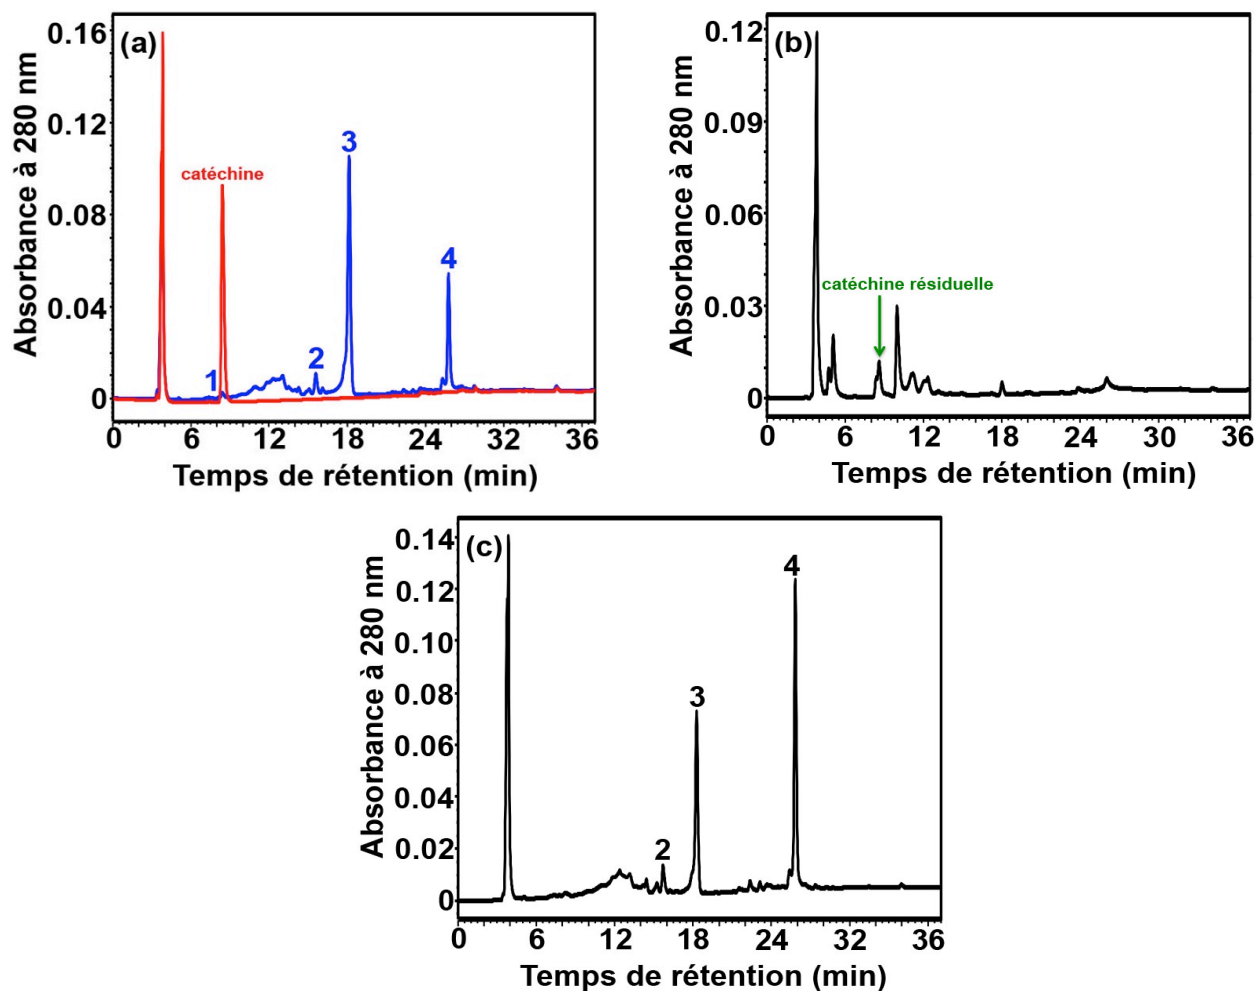 (a)
Absorbance à 280 nm
0.16
0.12
0.08
0.04
0
catéchine
1
2
3
4
0 6 12 18 24 30 36
Temps de rétention (min)
(b)
Absorbance à 280 nm
0.12
0.09
0.06
0.03
0
catéchine résiduelle
0 6 12 24 30 36
Temps de rétention (min)
(c)
Absorbance à 280 nm
0.14
0.12
0.10
0.08
0.06
0.04
0.02
0
2
3
4
0 6 12 18 24 32 36
Temps de rétention (min)